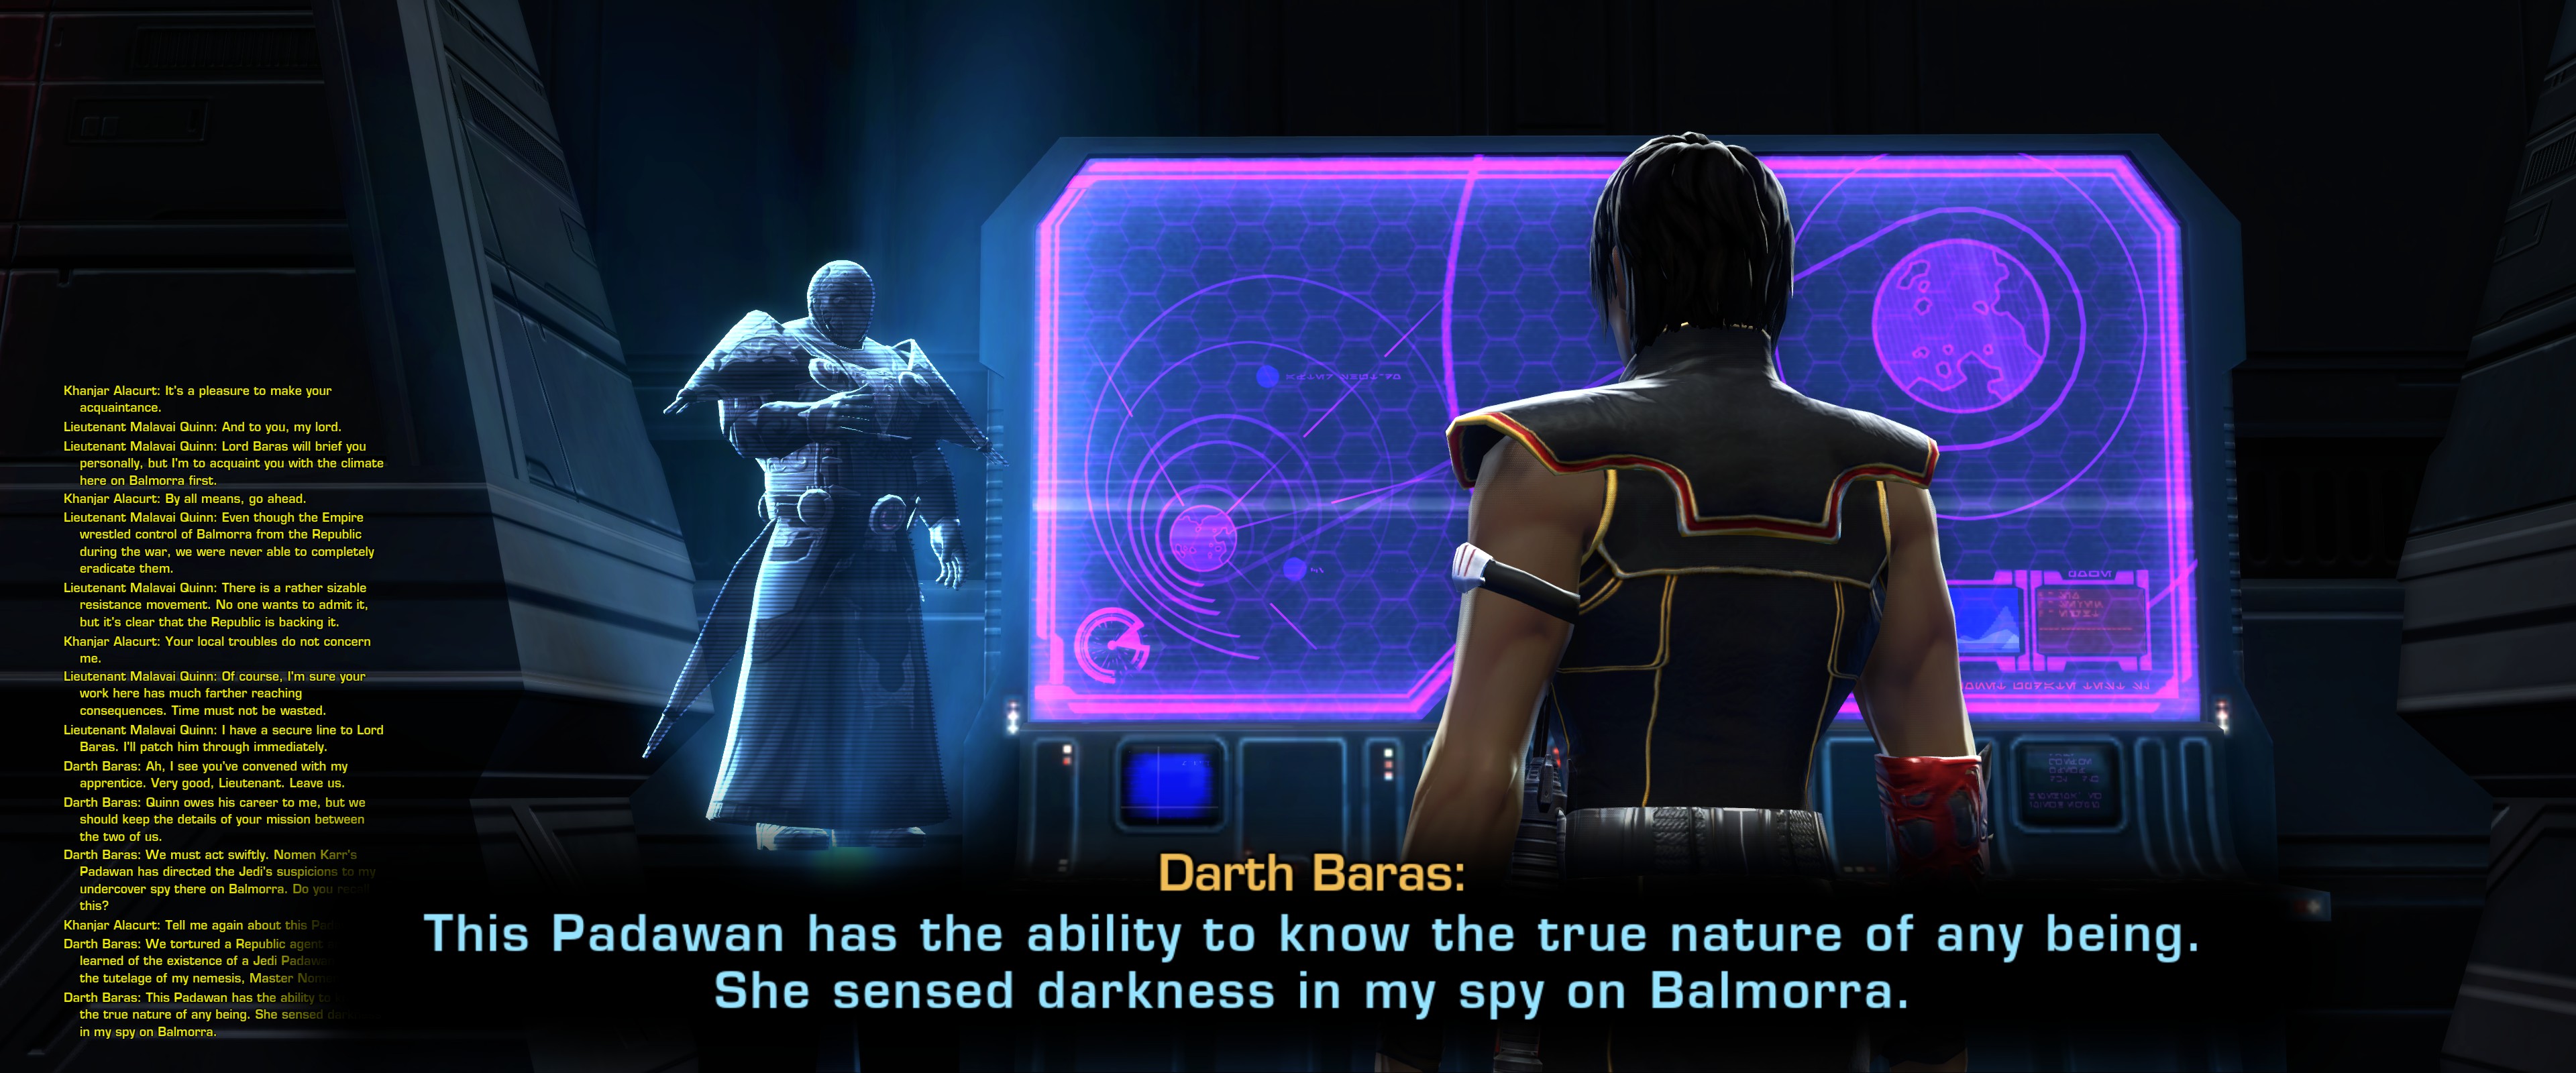 Khanjar Alacurt: It's a pleasure to make your
acquaintance.
Lieutenant Malavai Quinn: And to you, my lord.
Lieutenant Malavai Quinn: Lord Baras will brief you
personally, but I'm to acquaint you with the climate
here on Balmorra first.
Khanjar Alacurt: By all means, go ahead.
Lieutenant Malavai Quinn: Even though the Empire
wrestled control of Balmorra from the Republic
during the war, we were never able to completely
eradicate them.
Lieutenant Malavai Quinn: There is a rather sizable
resistance movement. No one wants to admit it,
but it's clear that the Republic is backing it.
Khanjar Alacurt: Your local troubles do not concern
me.
Lieutenant Malavai Quinn: Of course, I'm sure your
work here has much farther reaching
consequences. Time must not be wasted.
Lieutenant Malavai Quinn: I have a secure line to Lord
Baras. I'll patch him through immediately.
Darth Baras: Ah, I see you've convened with my
apprentice. Very good, Lieutenant. Leave us.
Darth Baras: Quinn owes his career to me, but we
should keep the details of your mission between
the two of us.
Darth Baras: We must act swiftly. Nomen Karr's
Padawan has directed the Jedi's suspicions to my
undercover spy there on Balmorra. Do you recall
this?
Khanjar Alacurt: Tell me again about this
Darth Baras: We tortured a Republic agent
learned of the existence of a Jedi Padawan
the tutelage of my nemesis, Master
Darth Baras: This Padawan has the ability to
the true nature of any being. She sensed
in my spy on Balmorra.
Darth Baras:
This Padawan has the ability to know the true nature of any being.
She sensed darkness in my spy on Balmorra.